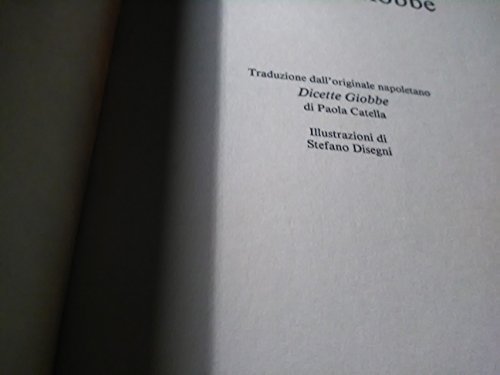 Traduzione dall'originale napoletano
Dicette Giobbe
di Paola Catella
Illustrazioni di
Stefano Disegni